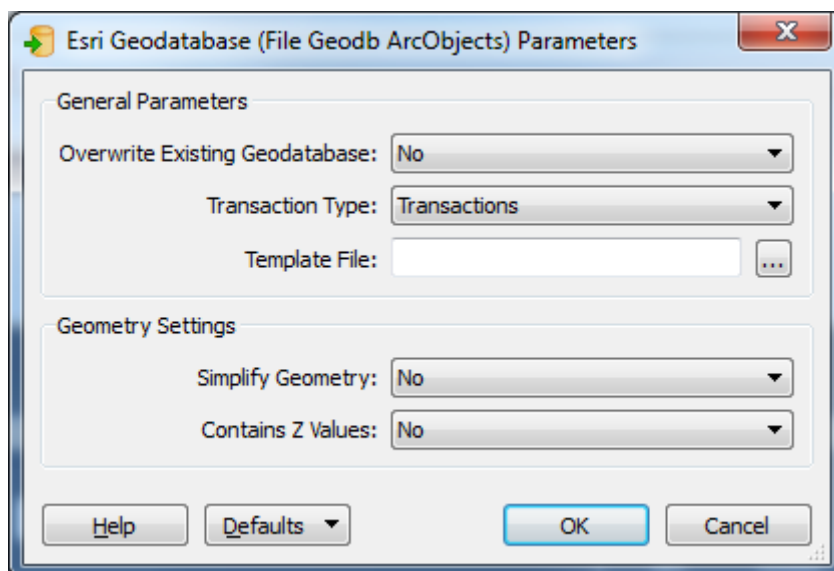 Esri Geodatabase (File Geodb ArcObjects) Parameters
General Parameters
Overwrite Existing Geodatabase: No
Transaction Type: Transactions
Template File: ...
Geometry Settings
Simplify Geometry: No
Contains Z Values: No
Help Defaults OK Cancel